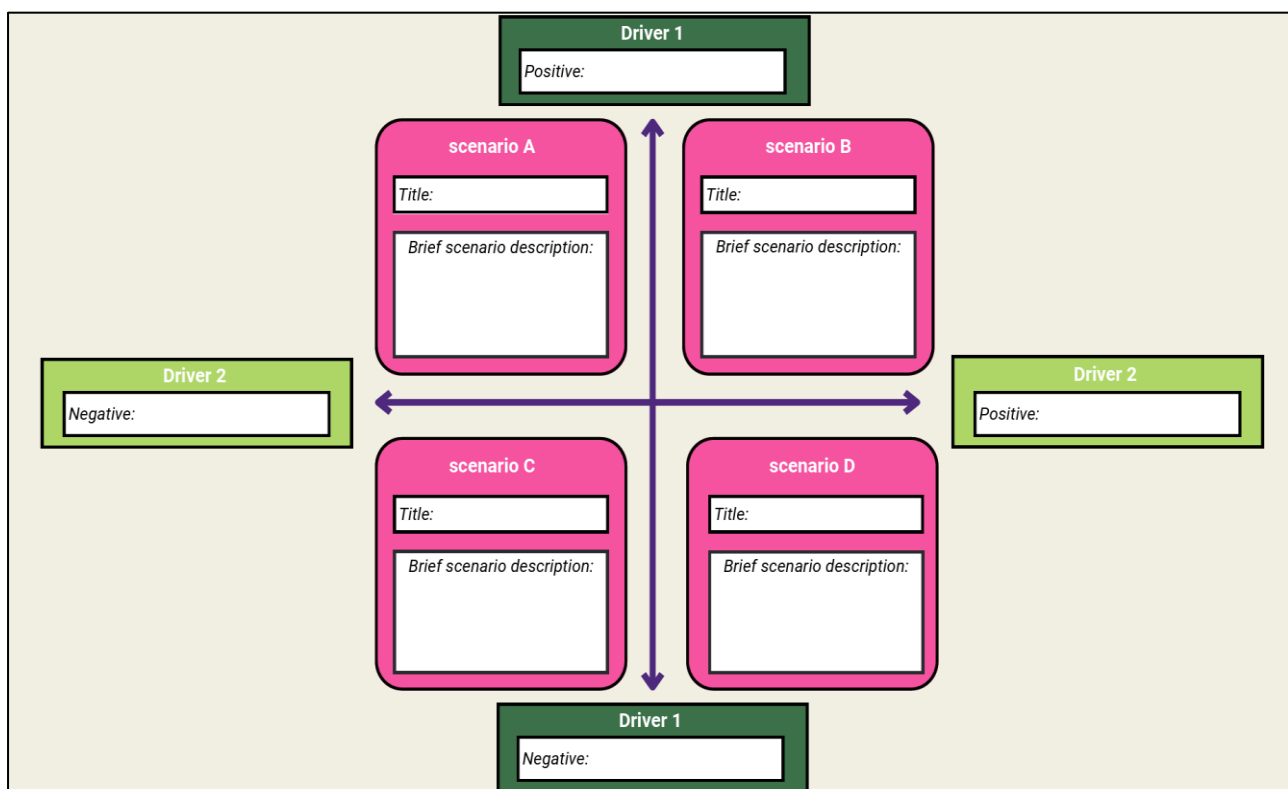 Driver 1
Positive:
scenario A
Title:
Brief scenario description:
scenario B
Title:
Brief scenario description:
Driver 2
Negative:
Driver 2
Positive:
scenario C
Title:
Brief scenario description:
scenario D
Title:
Brief scenario description:
Driver 1
Negative: